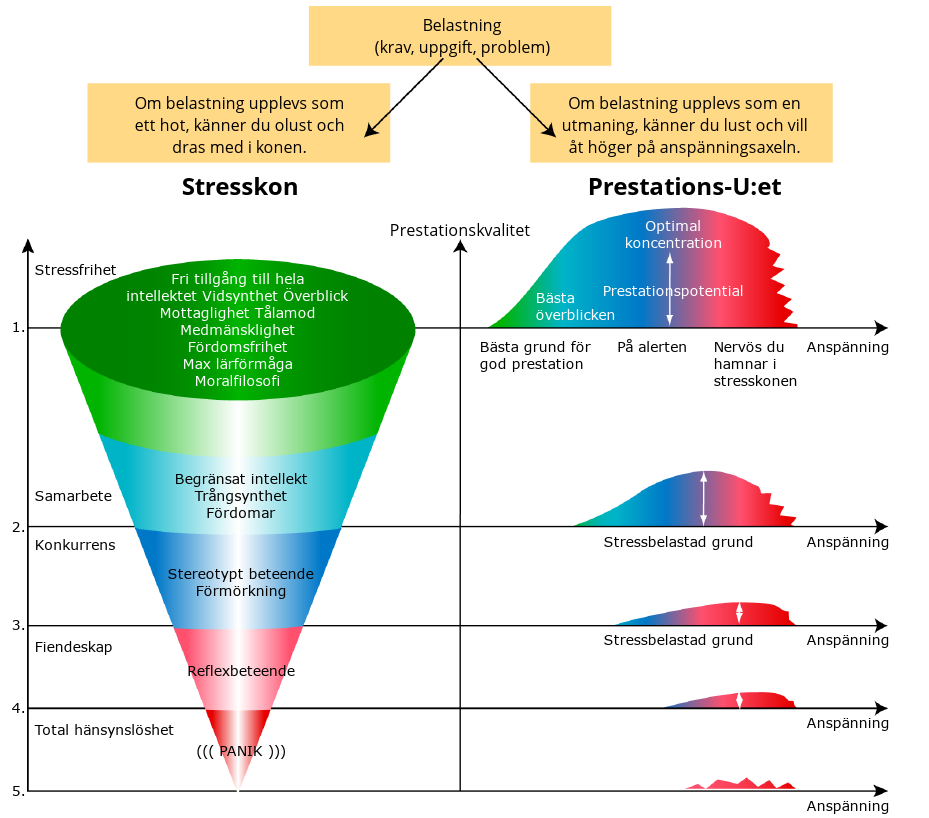 Belastning
(krav, uppgift, problem)
Om belastning upplevs som
ett hot, känner du olust och
dras med i konen.
Om belastning upplevs som en
utmaning, känner du lust och vill
åt höger på anspänningsaxeln.
Stresskon
Prestations-U:et
Prestationskvalitet
Stressfrihet
Fri tillgång till hela
intellektet Vidsynthet Överblick
Mottaglighet Tålamod
Medmänsklighet
Fördomsfrihet
Max lärförmåga
Moralfilosofi
1.
Optimal
koncentration
Prestationspotential
Bästa
överblicken
Bästa grund för
god prestation
På alerten
Nervös du
hamnar i
stresskonen
Anspänning
Begränsat intellekt
Trångsynthet
Fördomar
Samarbete
2.
Konkurrens
Stressbelastad grund
Anspänning
Stereotypt beteende
Förmörkning
3.
Fiendeskap
Stressbelastad grund
Anspänning
Reflexbeteende
4.
Total hänsynslöshet
Anspänning
((( PANIK )))
5.
Anspänning